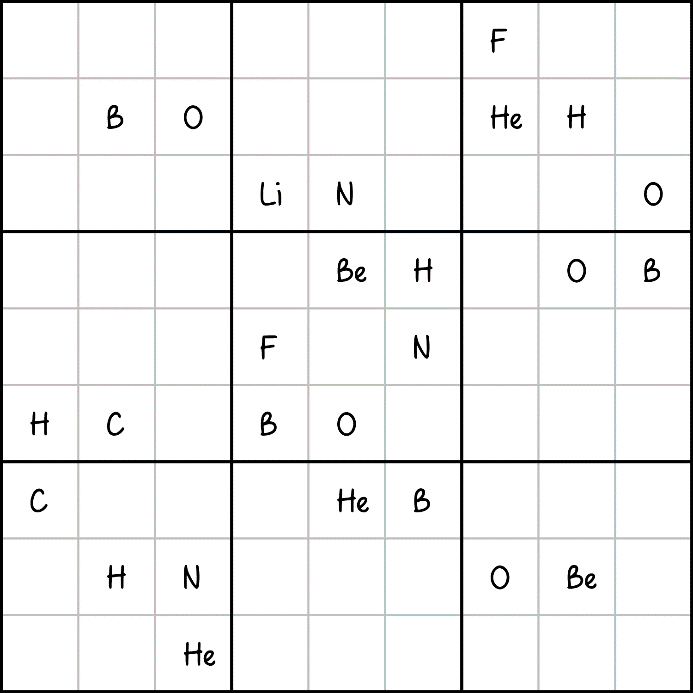 F
B O He H
Li N O
Be H O B
F N
H C B O
C He B
H N O Be
He